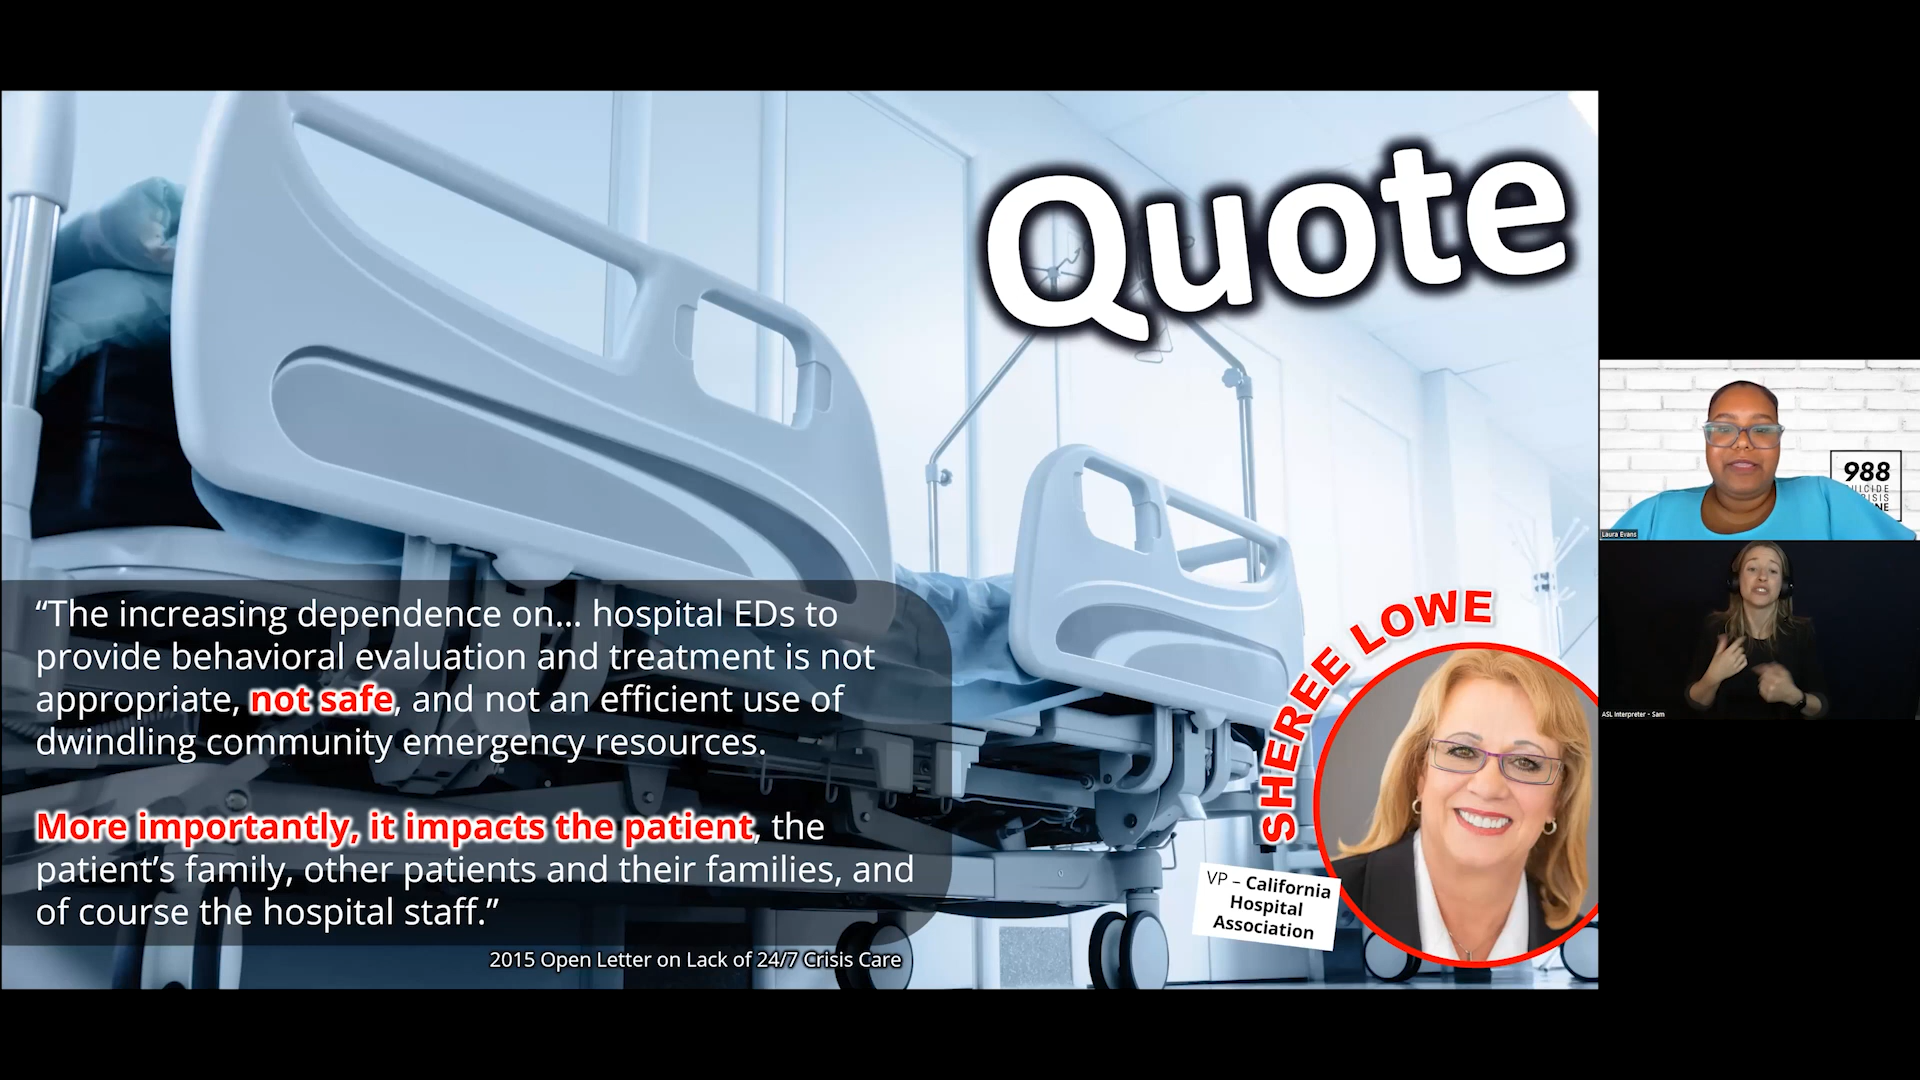 Quote
“The increasing dependence on... hospital EDs to
provide behavioral evaluation and treatment is not
appropriate, not safe, and not an efficient use of
dwindling community emergency resources.
More importantly, it impacts the patient, the
patient’s family, other patients and their families, and
of course the hospital staff.”
2015 Open Letter on Lack of 24/7 Crisis Care
SHEREE LOWE
VP – California
Hospital
Association
988
Laura Evans
ASL Interpreter - Sam